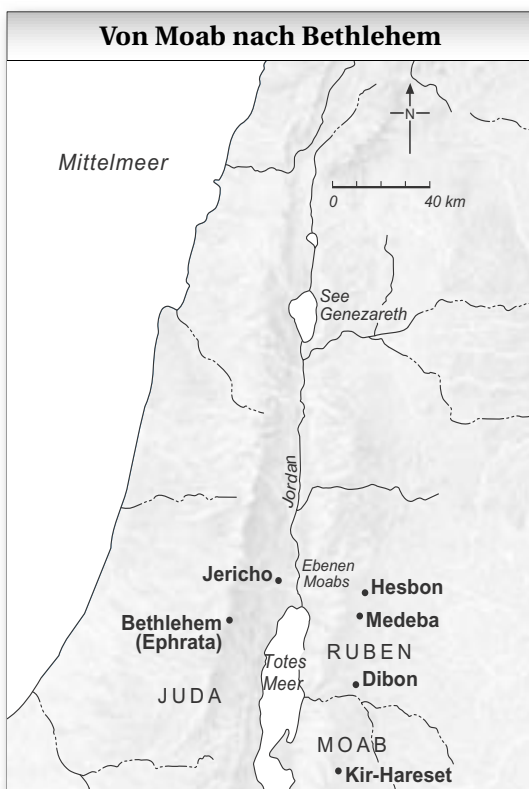 Von Moab nach Bethlehem
N
Mittelmeer
0 40 km
See
Genezareth
Jordan
Jericho
Ebenen
Moabs
Hesbon
Bethlehem
(Ephrata)
Medeba
RUBEN
Totes
Meer
Dibon
JUDA
MOAB
Kir-Hareset